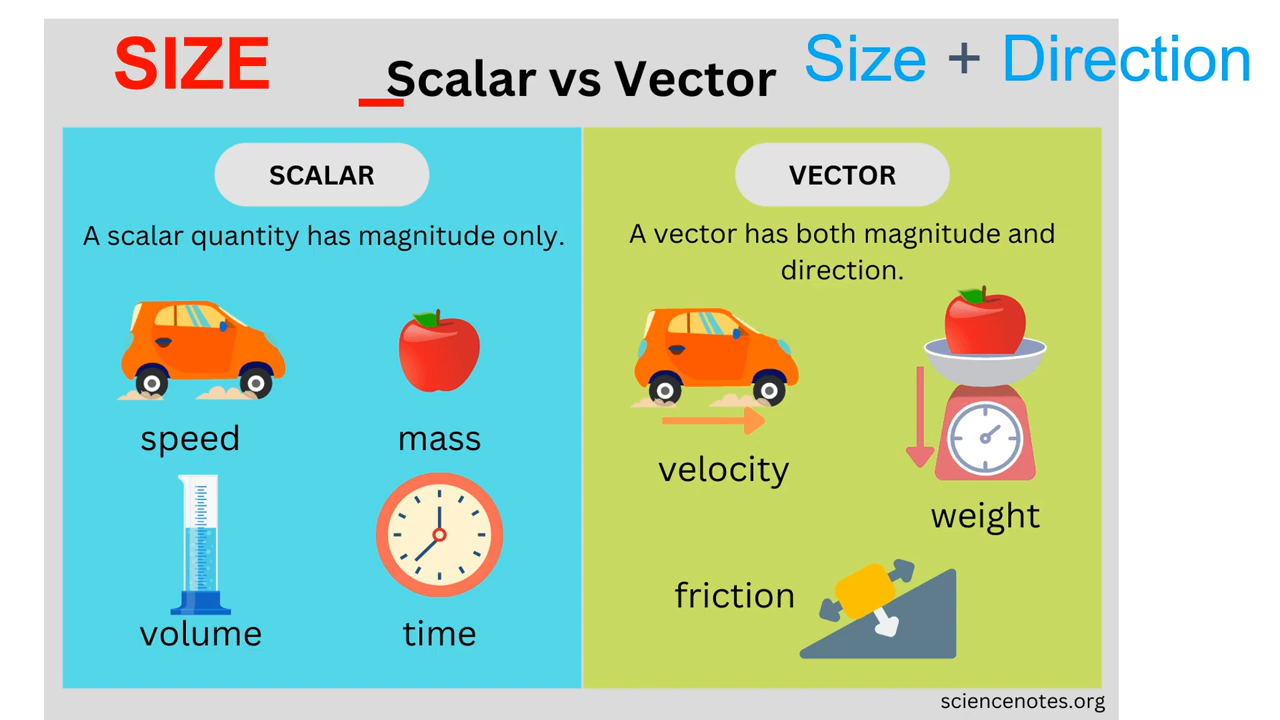 SIZE
Scalar vs Vector
Size + Direction
SCALAR
A scalar quantity has magnitude only.
speed
mass
volume
time
VECTOR
A vector has both magnitude and
direction.
velocity
weight
friction
sciencenotes.org